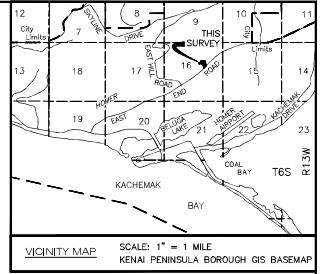 12
8
9
10
11
City
Limits
7
SKYLINE
DRIVE
THIS
SURVEY
City
Limits
13
18
17
EAST HILL
ROAD
16
ROAD
15
14
HOMER
EAST
END
19
20
BELUGA
LAKE
21
HOMER
AIRPORT
22
KACHEMAK
DRIVE
23
COAL
BAY
T6S
R13W
KACHEMAK
BAY
VICINITY MAP
SCALE: 1" = 1 MILE
KENAI PENINSULA BOROUGH GIS BASEMAP